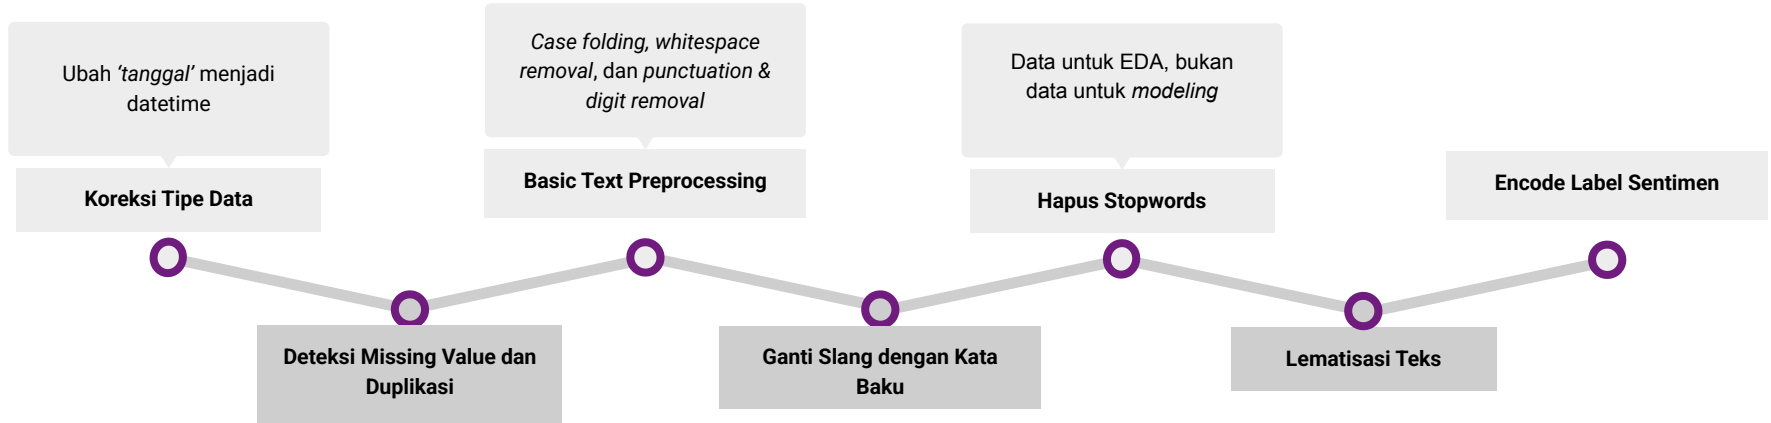 Ubah ‘tanggal’ menjadi
datetime
Koreksi Tipe Data
Deteksi Missing Value dan
Duplikasi
Case folding, whitespace
removal, dan punctuation &
digit removal
Basic Text Preprocessing
Ganti Slang dengan Kata
Baku
Data untuk EDA, bukan
data untuk modeling
Hapus Stopwords
Lematisasi Teks
Encode Label Sentimen